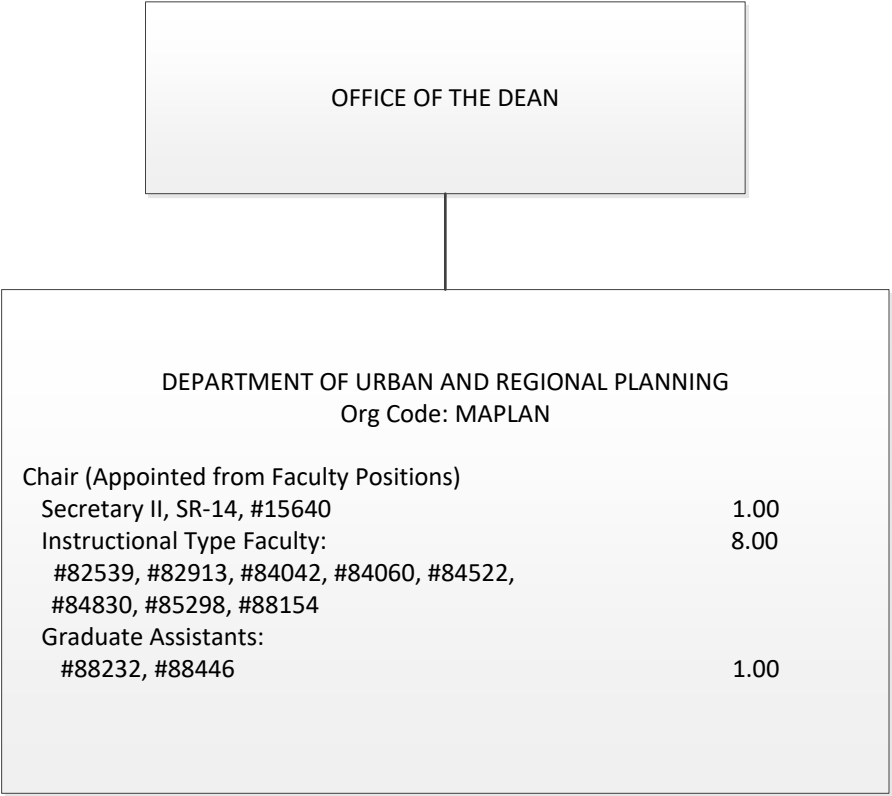 OFFICE OF THE DEAN
DEPARTMENT OF URBAN AND REGIONAL PLANNING
Org Code: MAPLAN
Chair (Appointed from Faculty Positions)
Secretary II, SR-14, #15640 1.00
Instructional Type Faculty: 8.00
#82539, #82913, #84042, #84060, #84522,
#84830, #85298, #88154
Graduate Assistants:
#88232, #88446 1.00